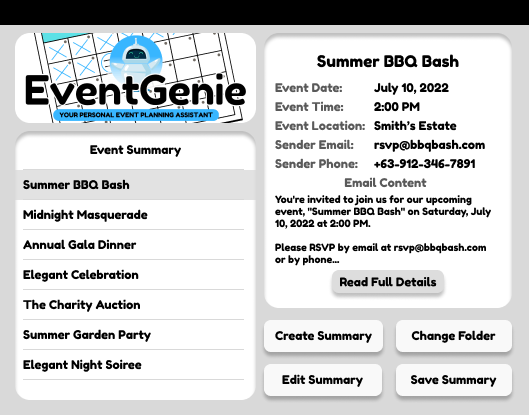 EventGenie
YOUR PERSONAL EVENT PLANNING ASSISTANT
Event Summary
Summer BBQ Bash
Midnight Masquerade
Annual Gala Dinner
Elegant Celebration
The Charity Auction
Summer Garden Party
Elegant Night Soiree
Summer BBQ Bash
Event Date: July 10, 2022
Event Time: 2:00 PM
Event Location: Smith's Estate
Sender Email: rsvp@bbqbash.com
Sender Phone: +63-912-346-7891
Email Content
You're invited to join us for our upcoming
event, "Summer BBQ Bash" on Saturday, July
10, 2022 at 2:00 PM.
Please RSVP by email at rsvp@bbqbash.com
or by phone...
Read Full Details
Create Summary
Change Folder
Edit Summary
Save Summary